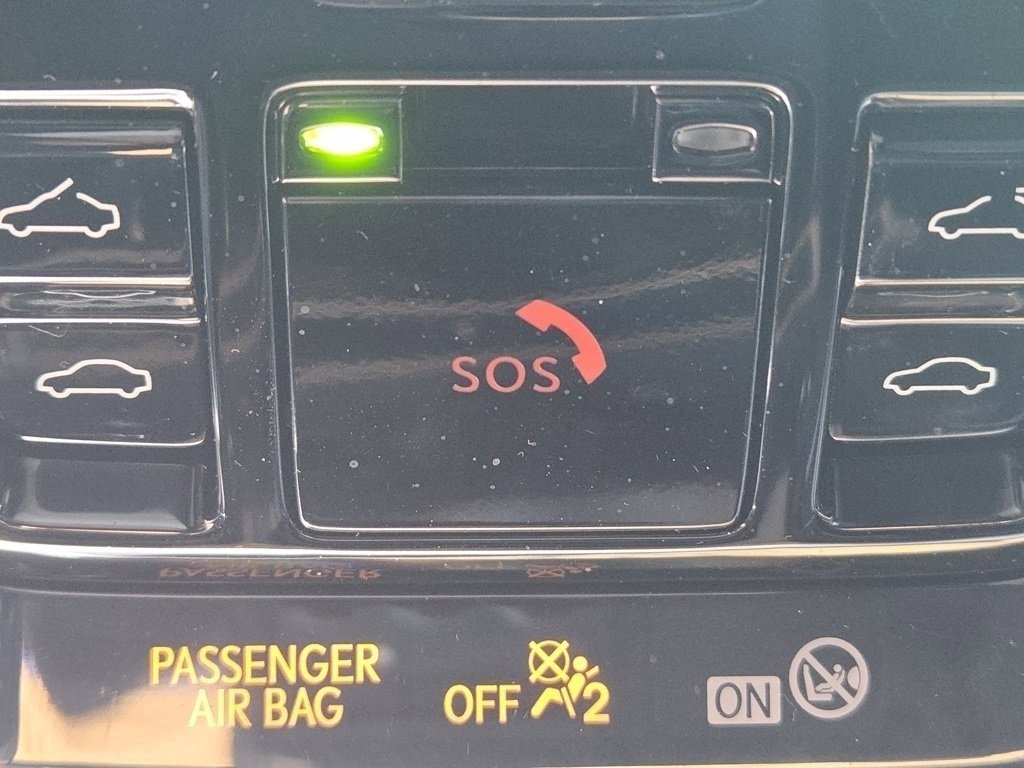 SOS
PASSENGER
AIR BAG
OFF 2
ON